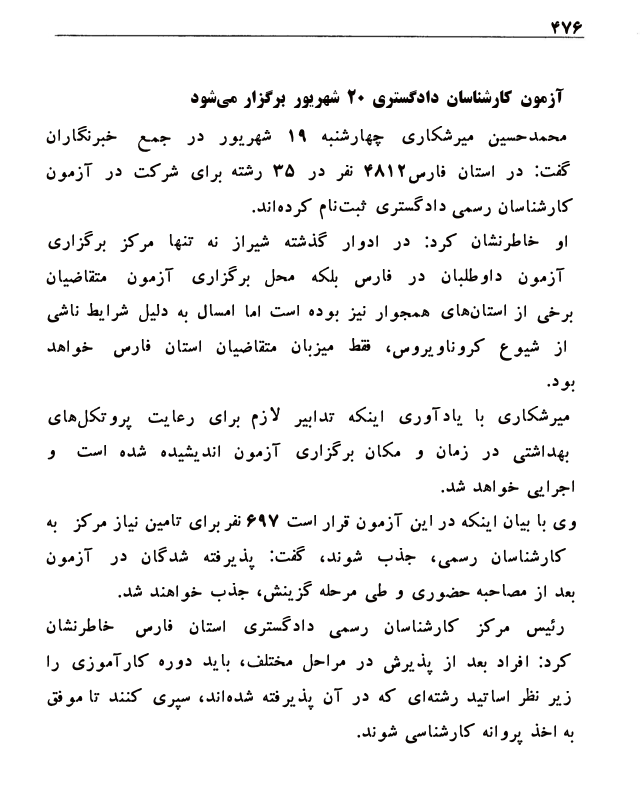 ۴۷۶
آزمون کارشناسان دادگستری ۲۰ شهریور برگزار می‌شود
محمدحسین میرشکاری چهارشنبه ۱۹ شهریور در جمع خبرنگاران
گفت: در استان فارس۴۸۱۲ نفر در ۳۵ رشته برای شرکت در آزمون
کارشناسان رسمی دادگستری ثبت‌نام کرده‌اند.
او خاطرنشان کرد: در ادوار گذشته شیراز نه تنها مرکز برگزاری
آزمون داوطلبان در فارس بلکه محل برگزاری آزمون متقاضیان
برخی از استان‌های همجوار نیز بوده است اما امسال به دلیل شرایط ناشی
از شیوع کروناویروس، فقط میزبان متقاضیان استان فارس خواهد
بود.
میرشکاری با یادآوری اینکه تدابیر لازم برای رعایت پروتکل‌های
بهداشتی در زمان و مکان برگزاری آزمون اندیشیده شده است و
اجرایی خواهد شد.
وی با بیان اینکه در این آزمون قرار است ۶۹۷ نفر برای تامین نیاز مرکز به
کارشناسان رسمی، جذب شوند، گفت: پذیرفته شدگان در آزمون
بعد از مصاحبه حضوری و طی مرحله گزینش، جذب خواهند شد.
رئیس مرکز کارشناسان رسمی دادگستری استان فارس خاطرنشان
کرد: افراد بعد از پذیرش در مراحل مختلف، باید دوره کارآموزی را
زیر نظر اساتید رشته‌ای که در آن پذیرفته شده‌اند، سپری کنند تا موفق
به اخذ پروانه کارشناسی شوند.